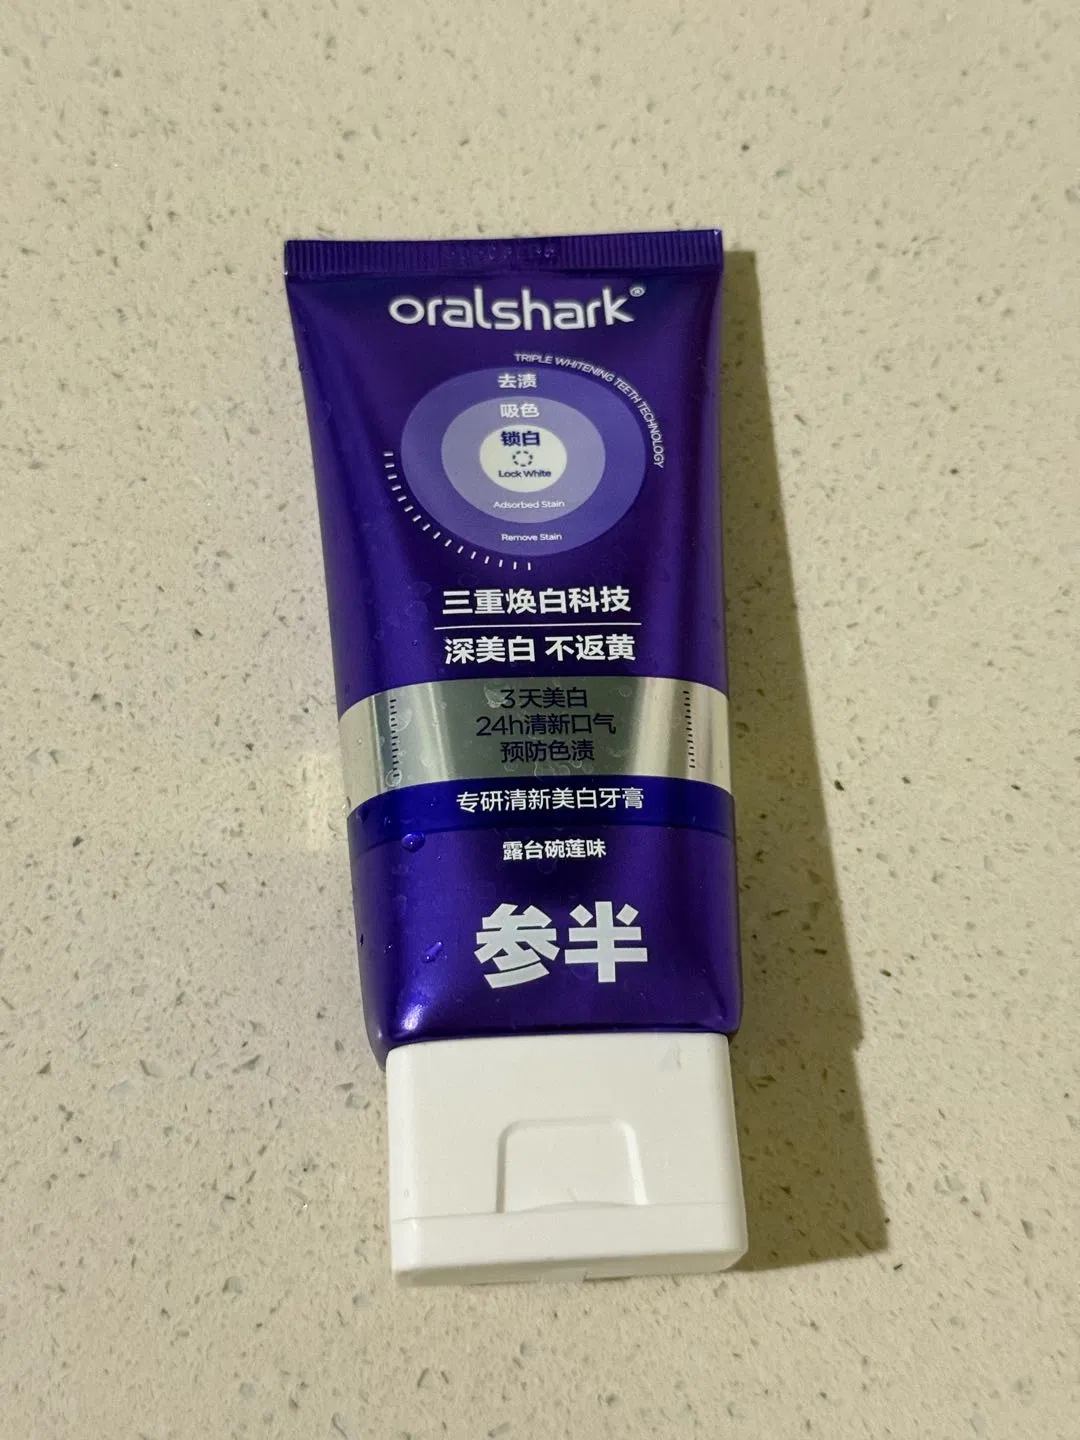 oralshark®
TRIPLE WHITENING TEETH TECHNOLOGY
去渍
吸色
锁白
Lock White
Adsorbed Stain
Remove Stain
三重焕白科技
深美白 不返黄
3天美白
24h清新口气
预防色渍
专研清新美白牙膏
露台碗莲味
参半